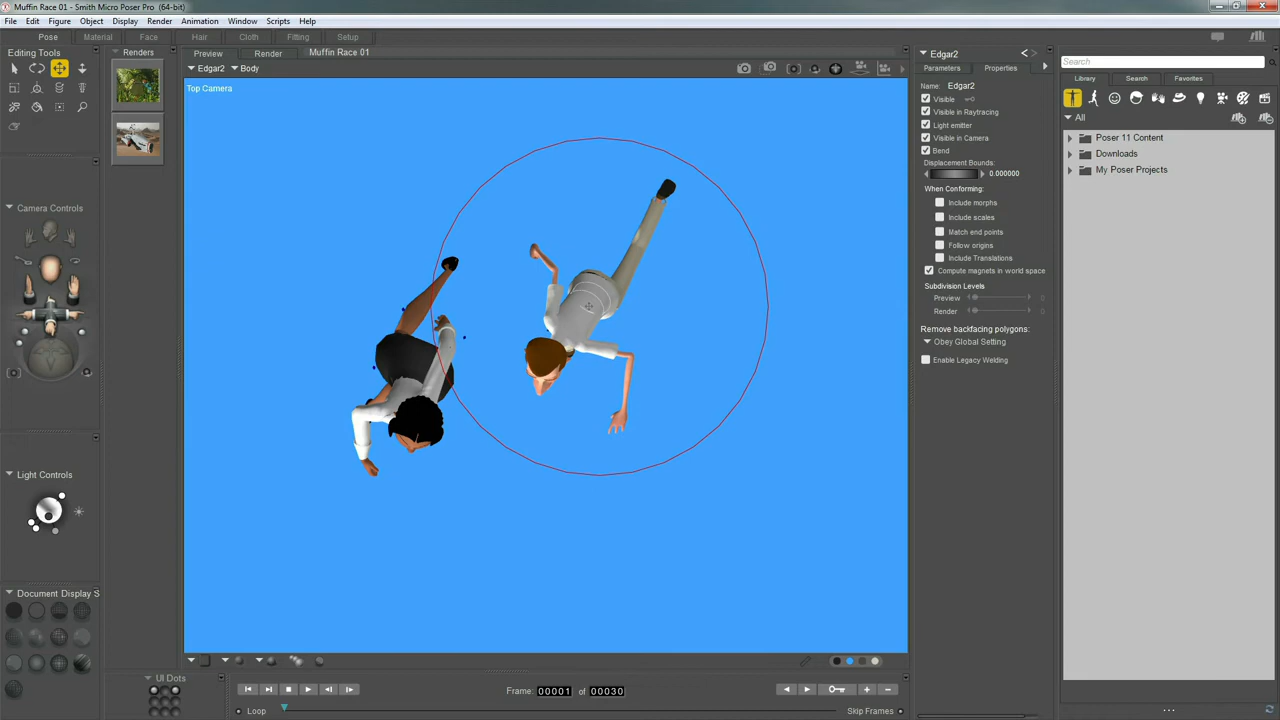 Muffin Race 01 - Smith Micro Poser Pro (64-bit)
File Edit Figure Object Display Render Animation Window Scripts Help
Pose Material Face Hair Cloth Fitting Setup
Editing Tools
Renders
Preview Render Muffin Race 01
Edgar2 Body
Top Camera
Camera Controls
Light Controls
Document Display S
UI Dots
Frame: 00001 of 00030
Loop
Skip Frames
Edgar2
Parameters Properties
Name: Edgar2
Visible
Visible in Raytracing
Light emitter
Visible in Camera
Bend
Displacement Bounds:
0.000000
When Conforming:
Include morphs
Include scales
Match end points
Follow origins
Include Translations
Compute magnets in world space
Subdivision Levels
Preview 0
Render 0
Remove backfacing polygons:
Obey Global Setting
Enable Legacy Welding
Search
Library Search Favorites
All
Poser 11 Content
Downloads
My Poser Projects